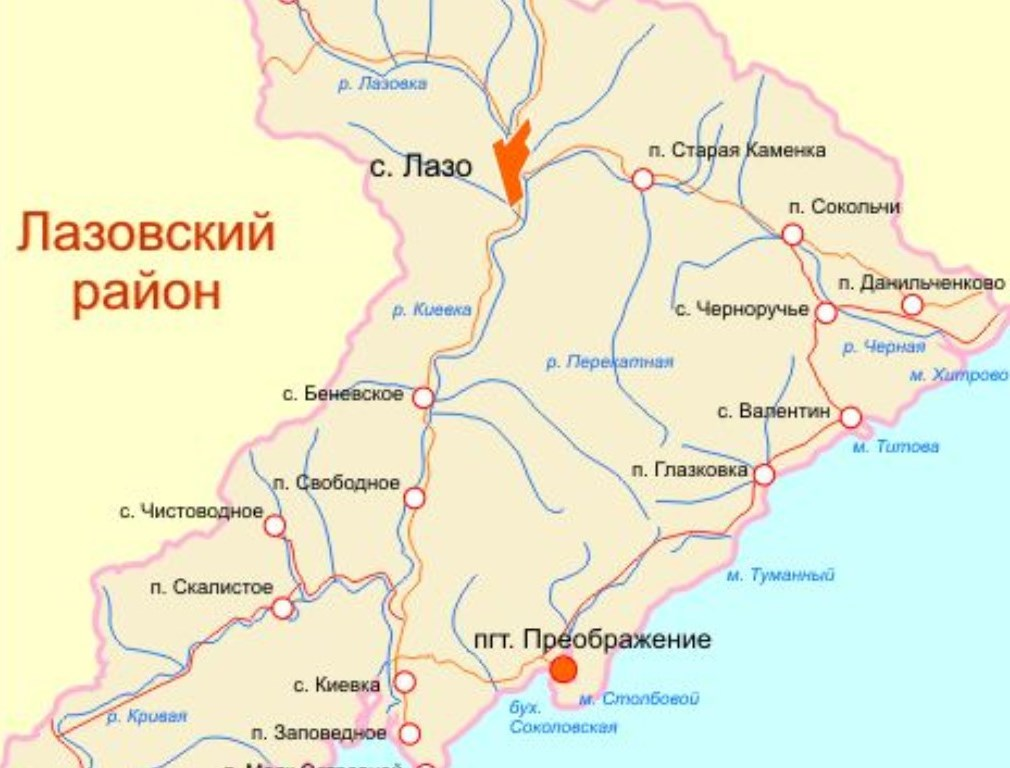 р. Лазовка
с. Лазо
п. Старая Каменка
п. Сокольчи
Лазовский
район
п. Данильченково
р. Киевка
с. Черноручье
р. Черная
р. Перекатная
м. Хитрово
с. Беневское
с. Валентин
м. Титова
п. Глазковка
п. Свободное
с. Чистоводное
м. Туманный
п. Скалистое
пгт. Преображение
с. Киевка
м. Столбовой
бух.
Соколовская
р. Кривая
п. Заповедное